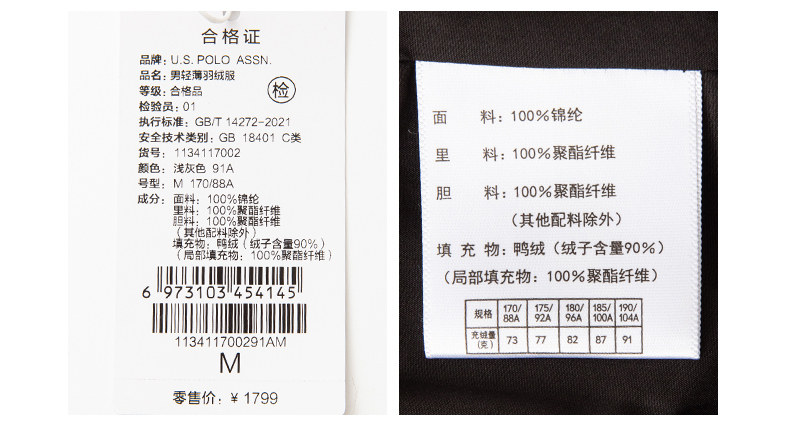 合格证
品牌: U.S. POLO ASSN.
品名: 男轻薄羽绒服
等级: 合格品
检
检验员: 01
执行标准: GB/T 14272-2021
安全技术类别: GB 18401 C类
货号: 1134117002
颜色: 浅灰色 91A
号型: M 170/88A
成分: 面料: 100%锦纶
里料: 100%聚酯纤维
胆料: 100%聚酯纤维
(其他配料除外)
填充物: 鸭绒(绒子含量90%)
(局部填充物: 100%聚酯纤维)
6 973103 454145
113411700291AM
M
零售价: ¥ 1799
面 料: 100%锦纶
里 料: 100%聚酯纤维
胆 料: 100%聚酯纤维
(其他配料除外)
填 充 物: 鸭绒(绒子含量90%)
(局部填充物: 100%聚酯纤维)
规格 170/88A 175/92A 180/96A 185/100A 190/104A
充绒量(克) 73 77 82 87 91